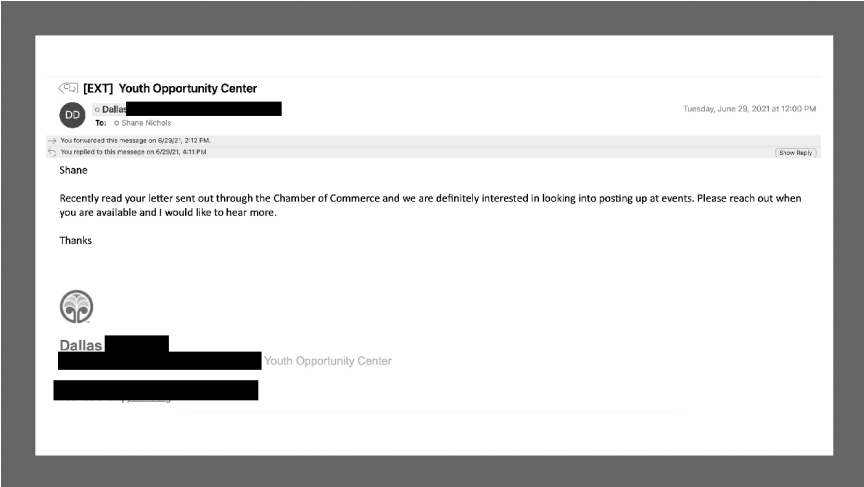 [EXT] Youth Opportunity Center
DD
Dallas
Tuesday, June 29, 2021 at 12:00 PM
To: Shane Nichols
You forwarded this message on 6/29/21, 2:12 PM.
You replied to this message on 6/29/21, 4:11 PM.
Show Reply
Shane
Recently read your letter sent out through the Chamber of Commerce and we are definitely interested in looking into posting up at events. Please reach out when
you are available and I would like to hear more.
Thanks
Dallas
Youth Opportunity Center